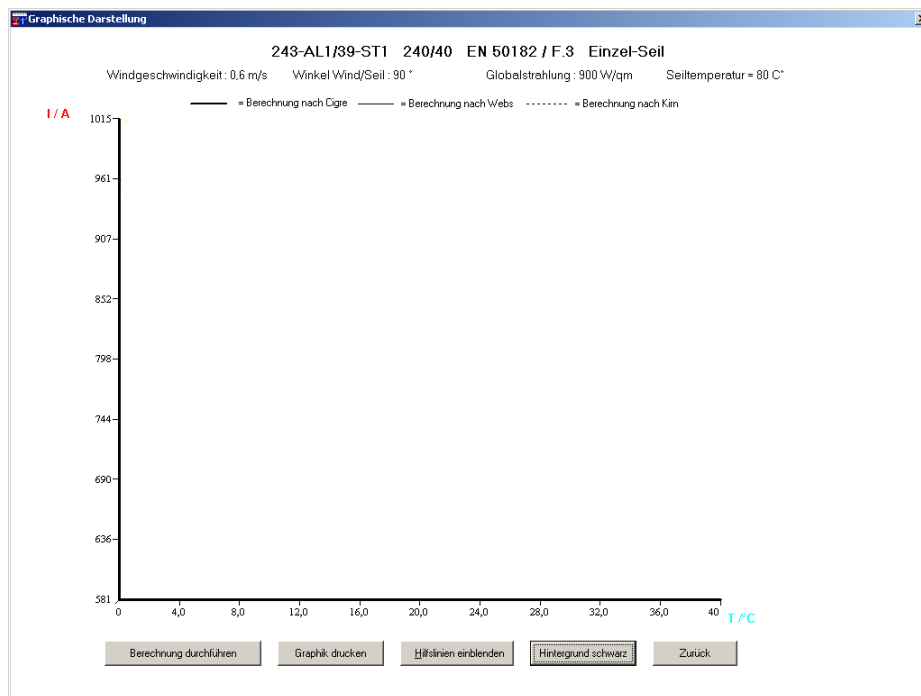 Graphische Darstellung
243-AL1/39-ST1 240/40 EN 50182 / F.3 Einzel-Seil
Windgeschwindigkeit : 0,6 m/s Winkel Wind/Seil : 90 ° Globalstrahlung : 900 W/qm Seiltemperatur = 80 C°
= Berechnung nach Cigre = Berechnung nach Webs = Berechnung nach Kirn
I / A
1015
961
907
852
798
744
690
636
581
0 4,0 8,0 12,0 16,0 20,0 24,0 28,0 32,0 36,0 40
T /°C
Berechnung durchführen Graphik drucken Hilfslinien einblenden Hintergrund schwarz Zurück